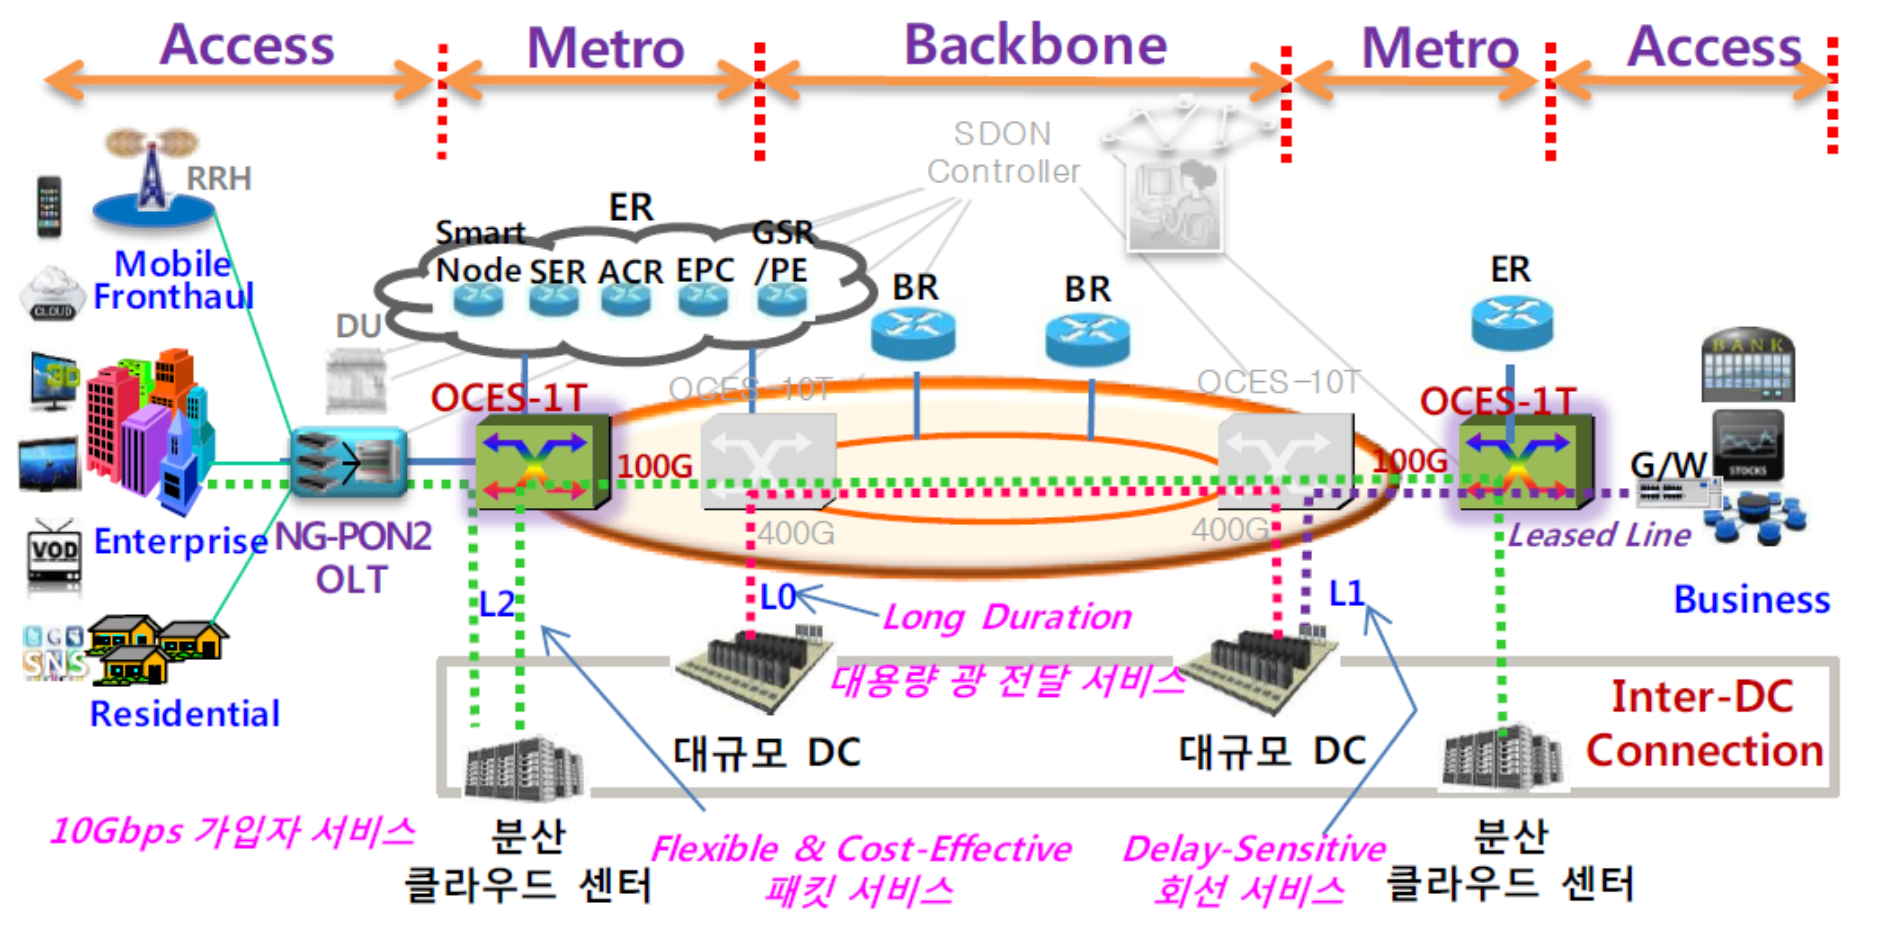 Access
Metro
Backbone
Metro
Access
SDON
Controller
RRH
ER
Smart
Node
SER
ACR
EPC
GSR
/PE
BR
BR
ER
Mobile
Fronthaul
CLOUD
DU
3D
BANK
OCES-1T
OCES-10T
OCES-10T
OCES-1T
100G
100G
G/W
STOCKS
400G
400G
Leased Line
VOD
Enterprise
NG-PON2
OLT
L2
L0
Long Duration
L1
Business
G
SNS
Residential
대용량 광 전달 서비스
Inter-DC
Connection
대규모 DC
대규모 DC
10Gbps 가입자 서비스
분산
클라우드 센터
Flexible & Cost-Effective
패킷 서비스
Delay-Sensitive
회선 서비스
분산
클라우드 센터